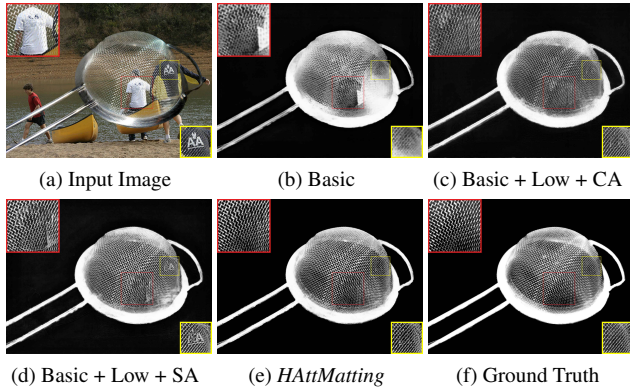 (a) Input Image
(b) Basic
(c) Basic + Low + CA
(d) Basic + Low + SA
(e) HAttMatting
(f) Ground Truth